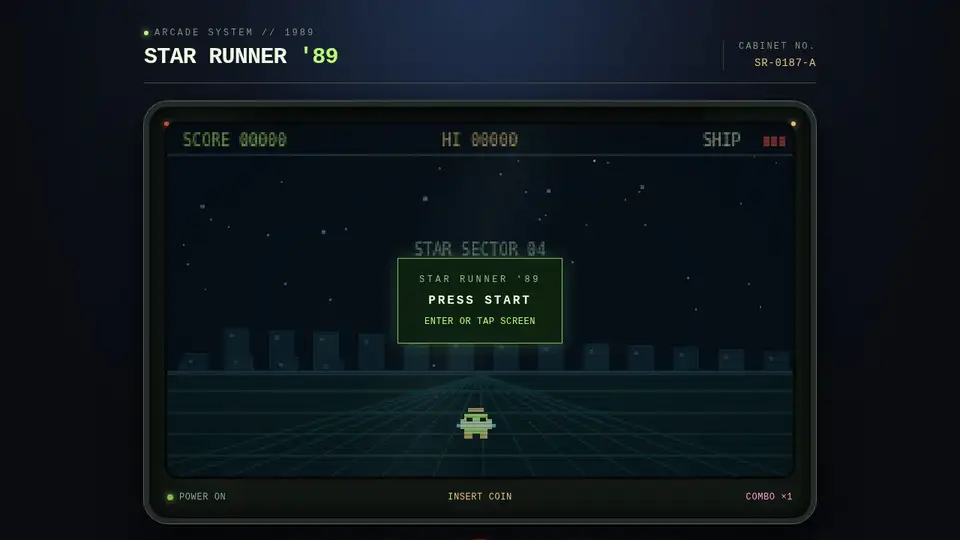 ARCADE SYSTEM // 1989
STAR RUNNER '89
CABINET NO.
SR-0187-A
SCORE 00000
HI 08000
SHIP
STAR SECTOR 04
STAR RUNNER '89
PRESS START
ENTER OR TAP SCREEN
POWER ON
INSERT COIN
COMBO ×1